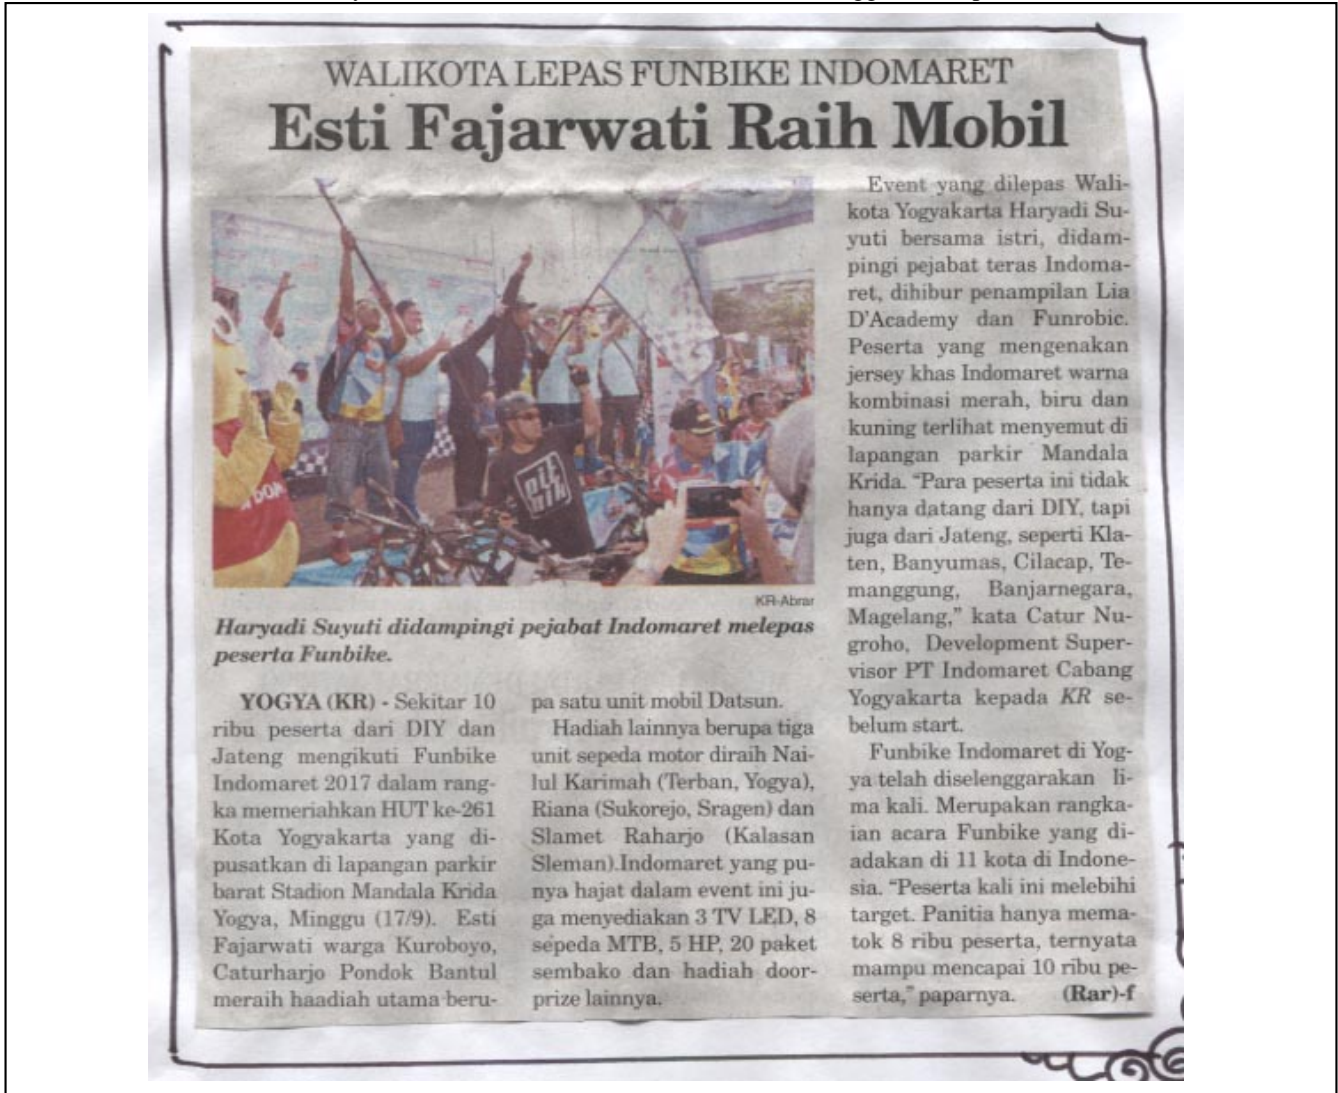 WALIKOTA LEPAS FUNBIKE INDOMARET
Esti Fajarwati Raih Mobil
KR-Abrar
Haryadi Suyuti didampingi pejabat Indomaret melepas
peserta Funbike.
YOGYA (KR) - Sekitar 10
ribu peserta dari DIY dan
Jateng mengikuti Funbike
Indomaret 2017 dalam rang-
ka memeriahkan HUT ke-261
Kota Yogyakarta yang di-
pusatkan di lapangan parkir
barat Stadion Mandala Krida
Yogya, Minggu (17/9). Esti
Fajarwati warga Kuroboyo,
Caturharjo Pondok Bantul
meraih haadiah utama beru-
pa satu unit mobil Datsun.
Hadiah lainnya berupa tiga
unit sepeda motor diraih Nai-
lul Karimah (Terban, Yogya),
Riana (Sukorejo, Sragen) dan
Slamet Raharjo (Kalasan
Sleman).Indomaret yang pu-
nya hajat dalam event ini ju-
ga menyediakan 3 TV LED, 8
sepeda MTB, 5 HP, 20 paket
sembako dan hadiah door-
prize lainnya.
Event yang dilepas Wali-
kota Yogyakarta Haryadi Su-
yuti bersama istri, didam-
pingi pejabat teras Indoma-
ret, dihibur penampilan Lia
D'Academy dan Funrobic.
Peserta yang mengenakan
jersey khas Indomaret warna
kombinasi merah, biru dan
kuning terlihat menyemut di
lapangan parkir Mandala
Krida. "Para peserta ini tidak
hanya datang dari DIY, tapi
juga dari Jateng, seperti Kla-
ten, Banyumas, Cilacap, Te-
manggung, Banjarnegara,
Magelang," kata Catur Nu-
groho, Development Super-
visor PT Indomaret Cabang
Yogyakarta kepada KR se-
belum start.
Funbike Indomaret di Yog-
ya telah diselenggarakan li-
ma kali. Merupakan rangka-
ian acara Funbike yang di-
adakan di 11 kota di Indone-
sia. "Peserta kali ini melebihi
target. Panitia hanya mema-
tok 8 ribu peserta, ternyata
mampu mencapai 10 ribu pe-
serta," paparnya. (Rar)-f